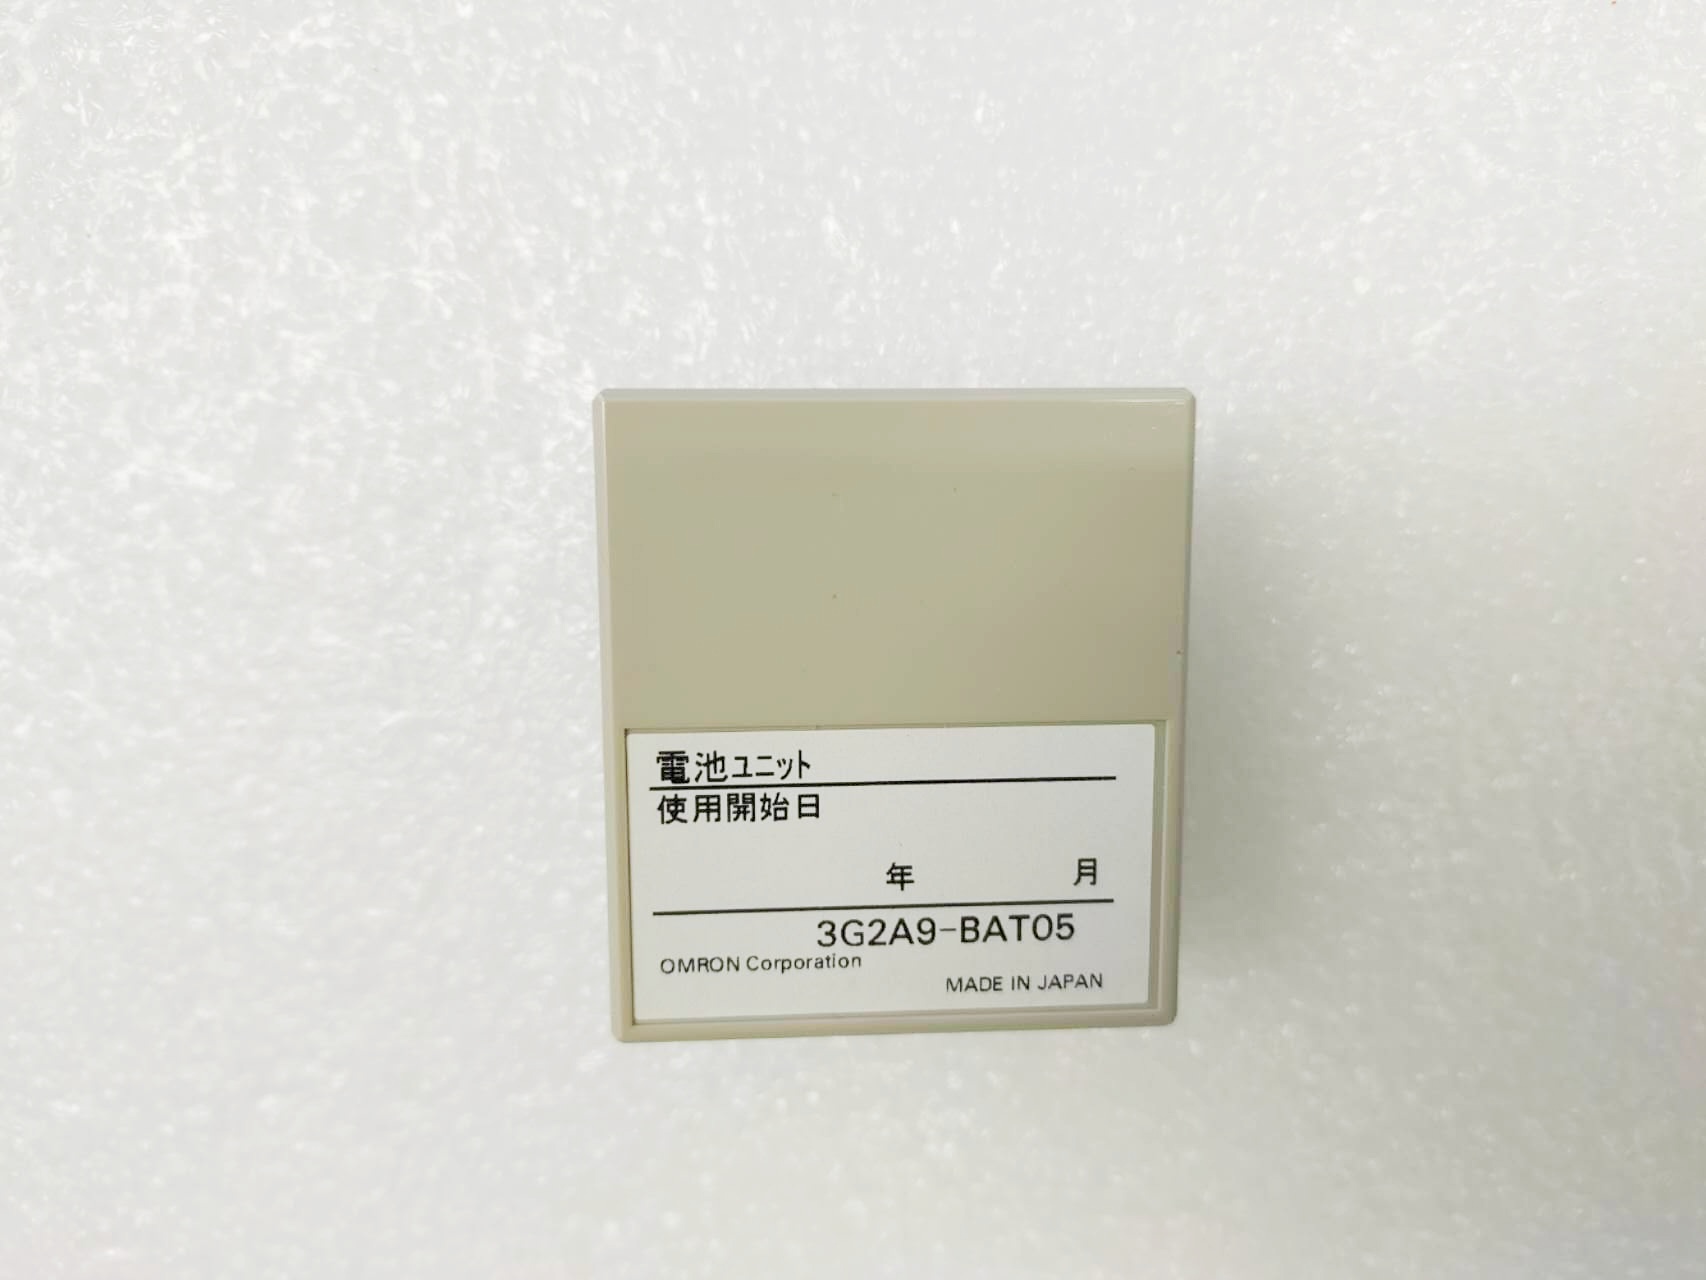 電池ユニット
使用開始日
年 月
3G2A9-BAT05
OMRON Corporation
MADE IN JAPAN